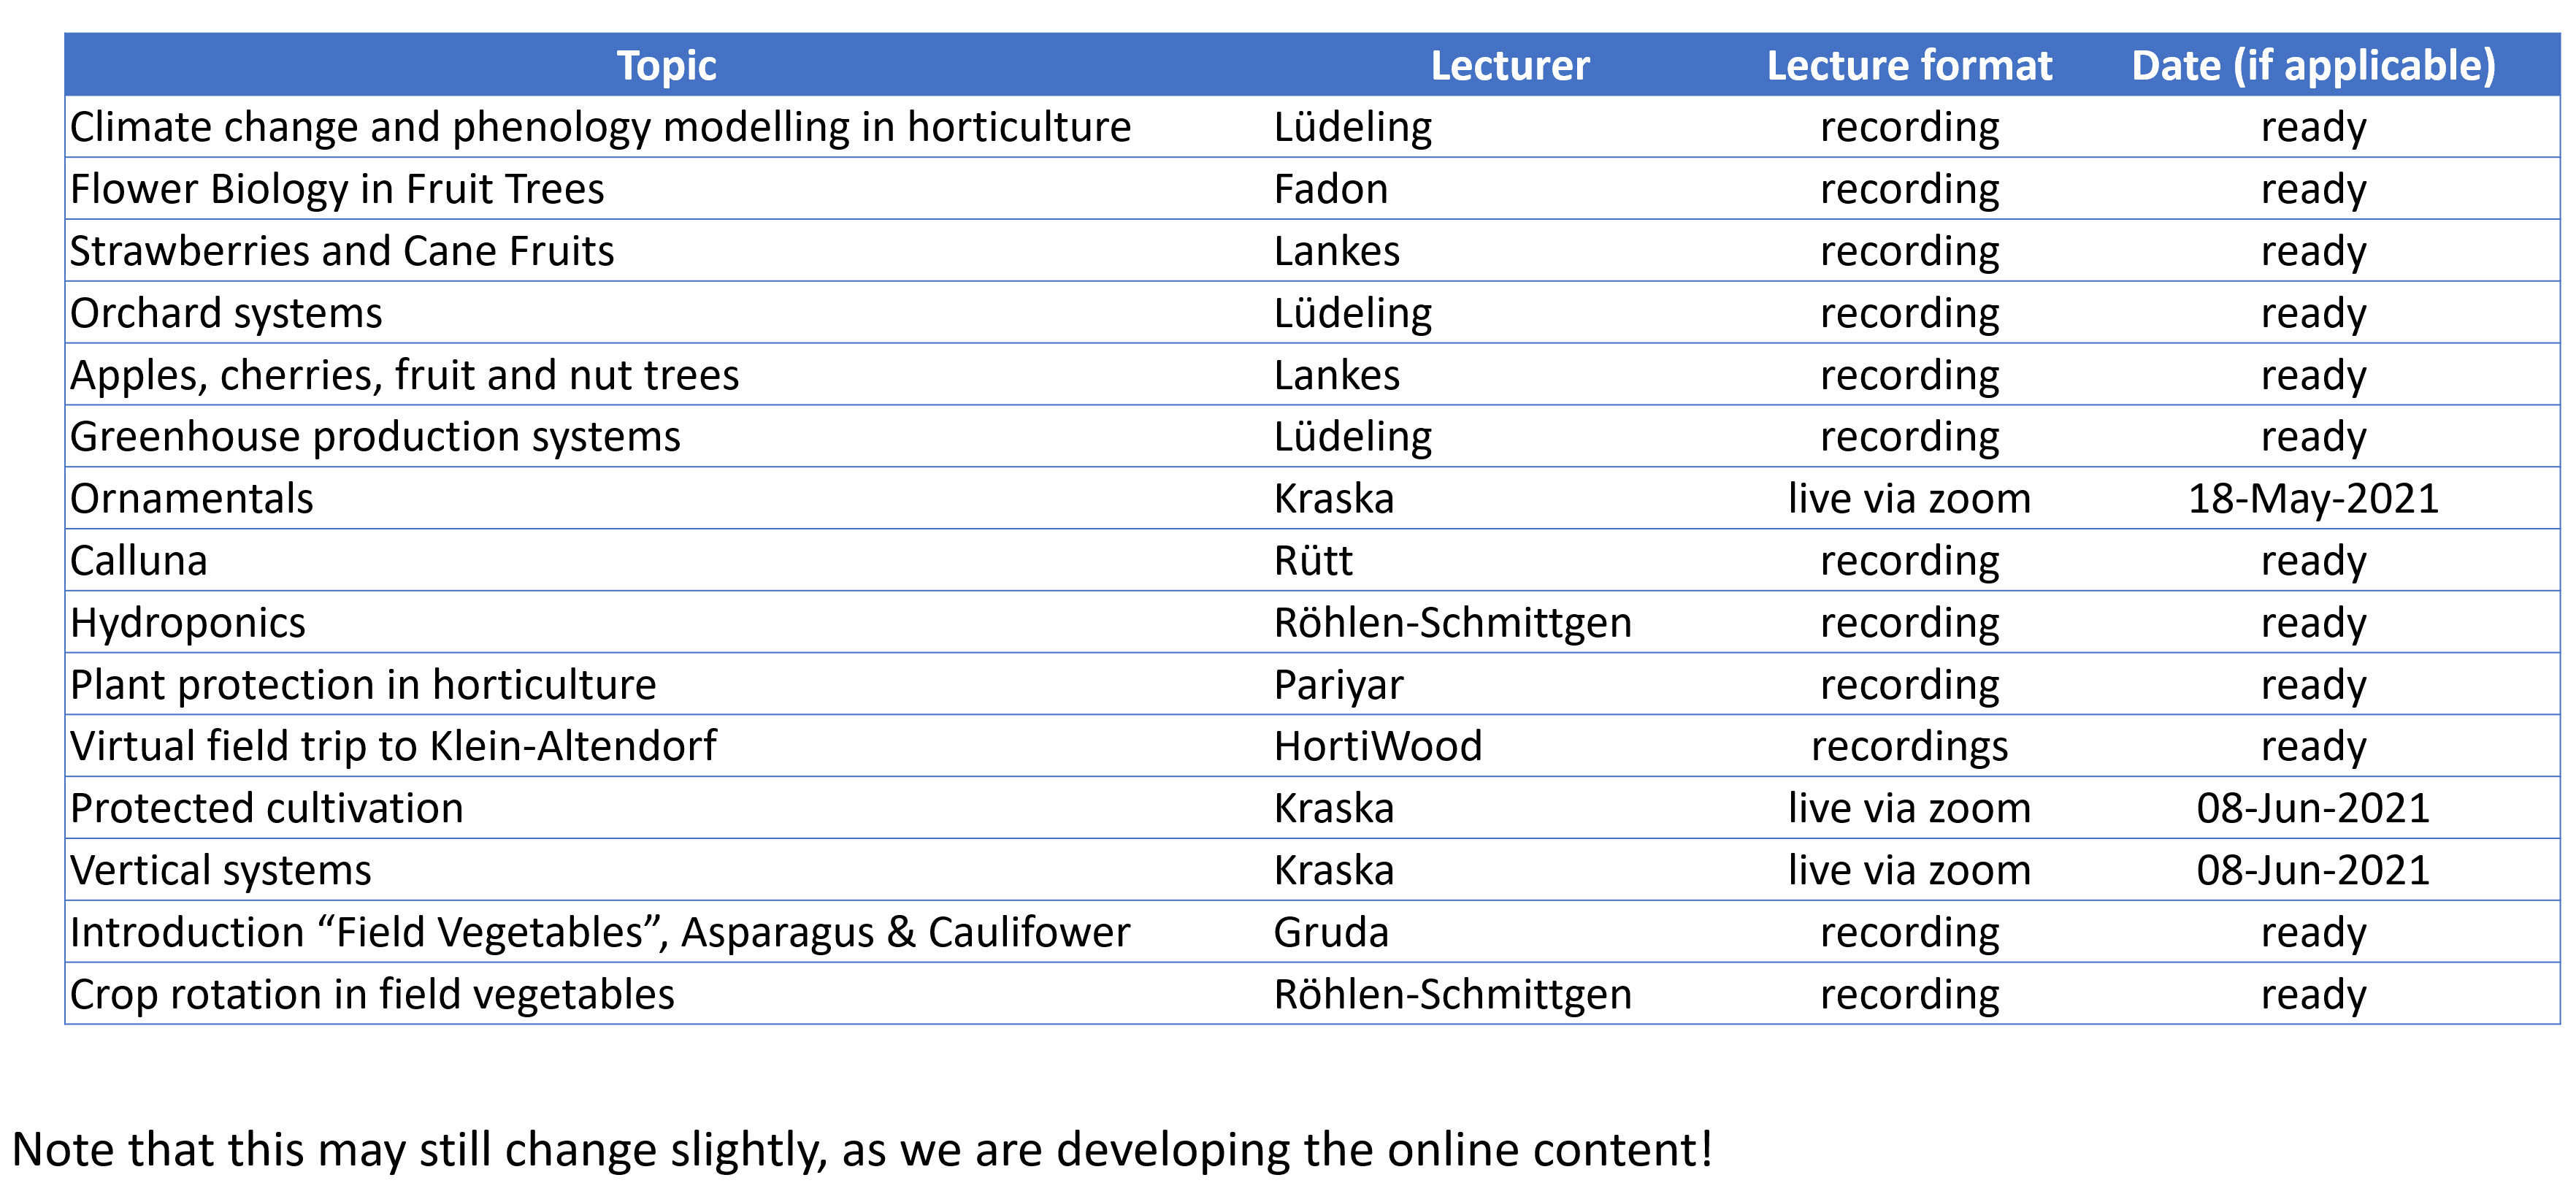 Topic Lecturer Lecture format Date (if applicable)
Climate change and phenology modelling in horticulture Lüdeling recording ready
Flower Biology in Fruit Trees Fadon recording ready
Strawberries and Cane Fruits Lankes recording ready
Orchard systems Lüdeling recording ready
Apples, cherries, fruit and nut trees Lankes recording ready
Greenhouse production systems Lüdeling recording ready
Ornamentals Kraska live via zoom 18-May-2021
Calluna Rütt recording ready
Hydroponics Röhlen-Schmittgen recording ready
Plant protection in horticulture Pariyar recording ready
Virtual field trip to Klein-Altendorf HortiWood recordings ready
Protected cultivation Kraska live via zoom 08-Jun-2021
Vertical systems Kraska live via zoom 08-Jun-2021
Introduction “Field Vegetables”, Asparagus & Caulifower Gruda recording ready
Crop rotation in field vegetables Röhlen-Schmittgen recording ready
Note that this may still change slightly, as we are developing the online content!